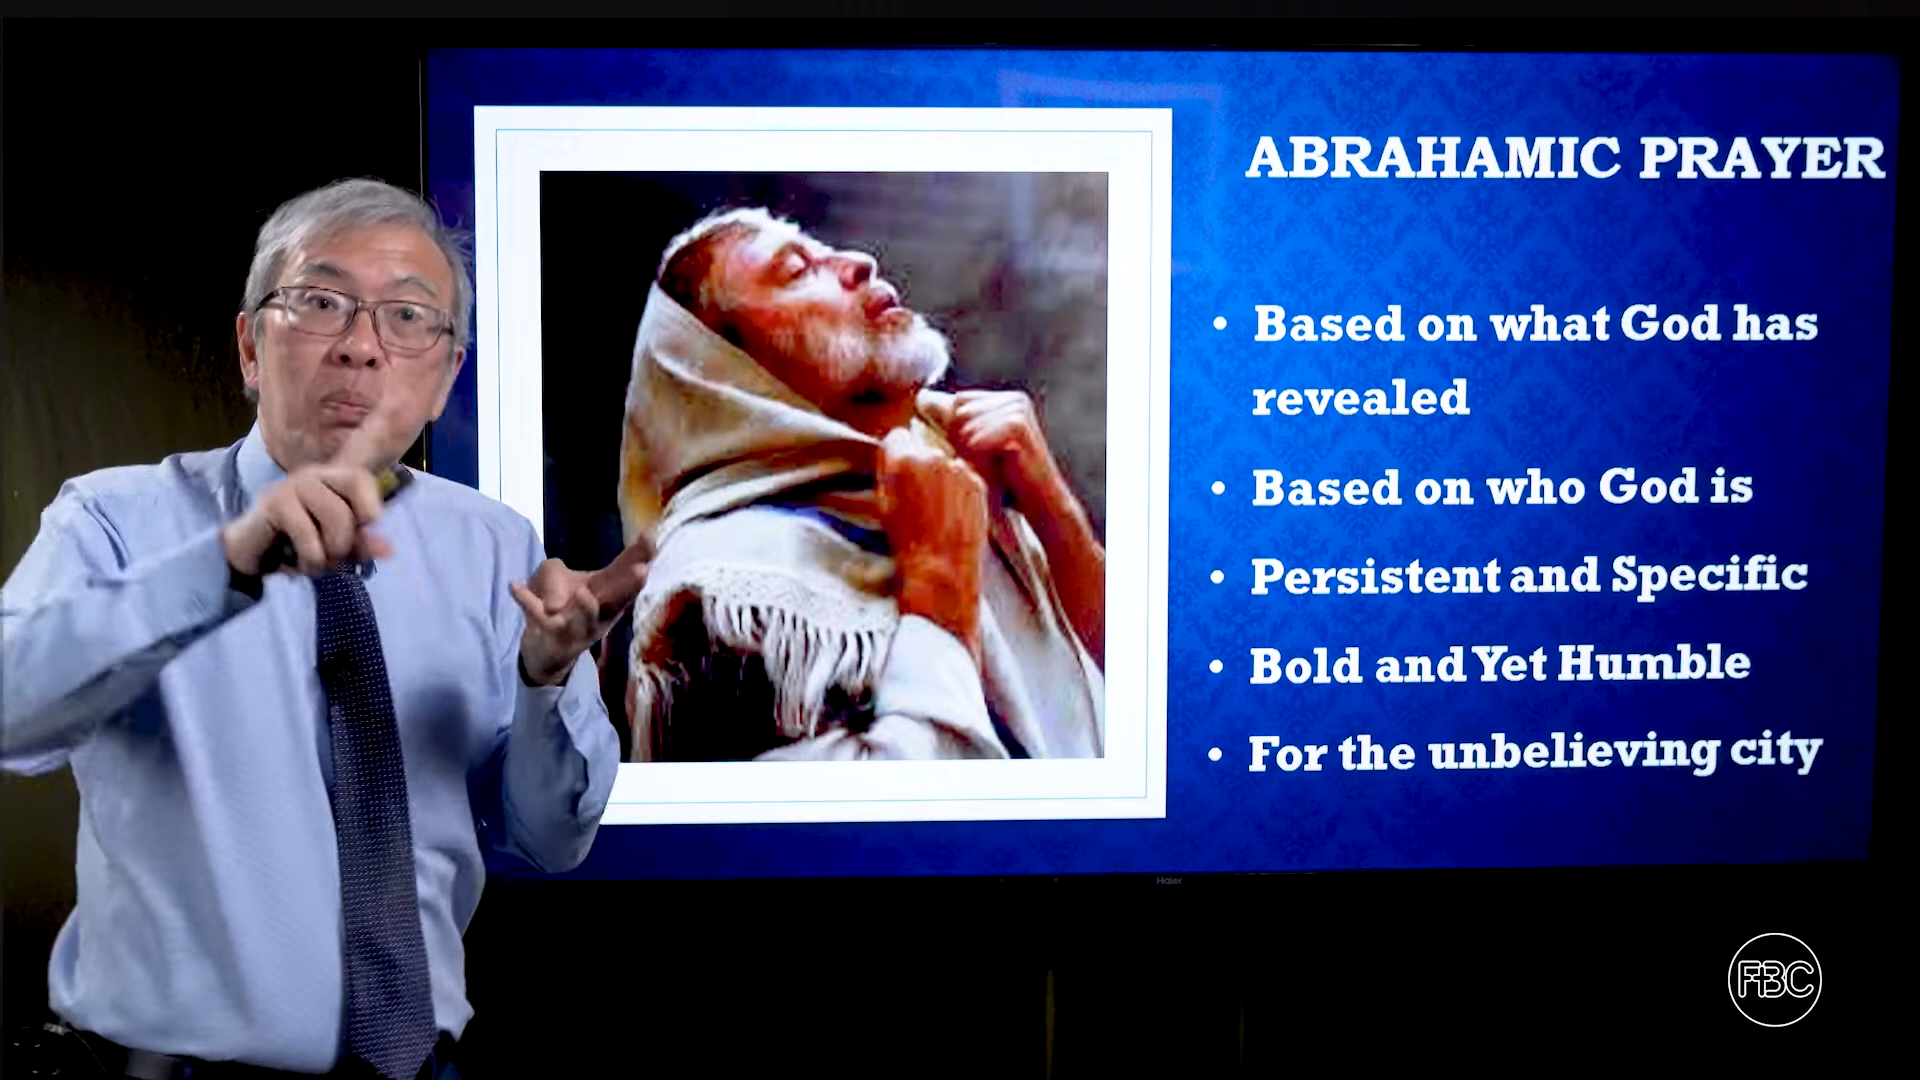 ABRAHAMIC PRAYER
• Based on what God has
revealed
• Based on who God is
• Persistent and Specific
• Bold and Yet Humble
• For the unbelieving city
Haier
FBC